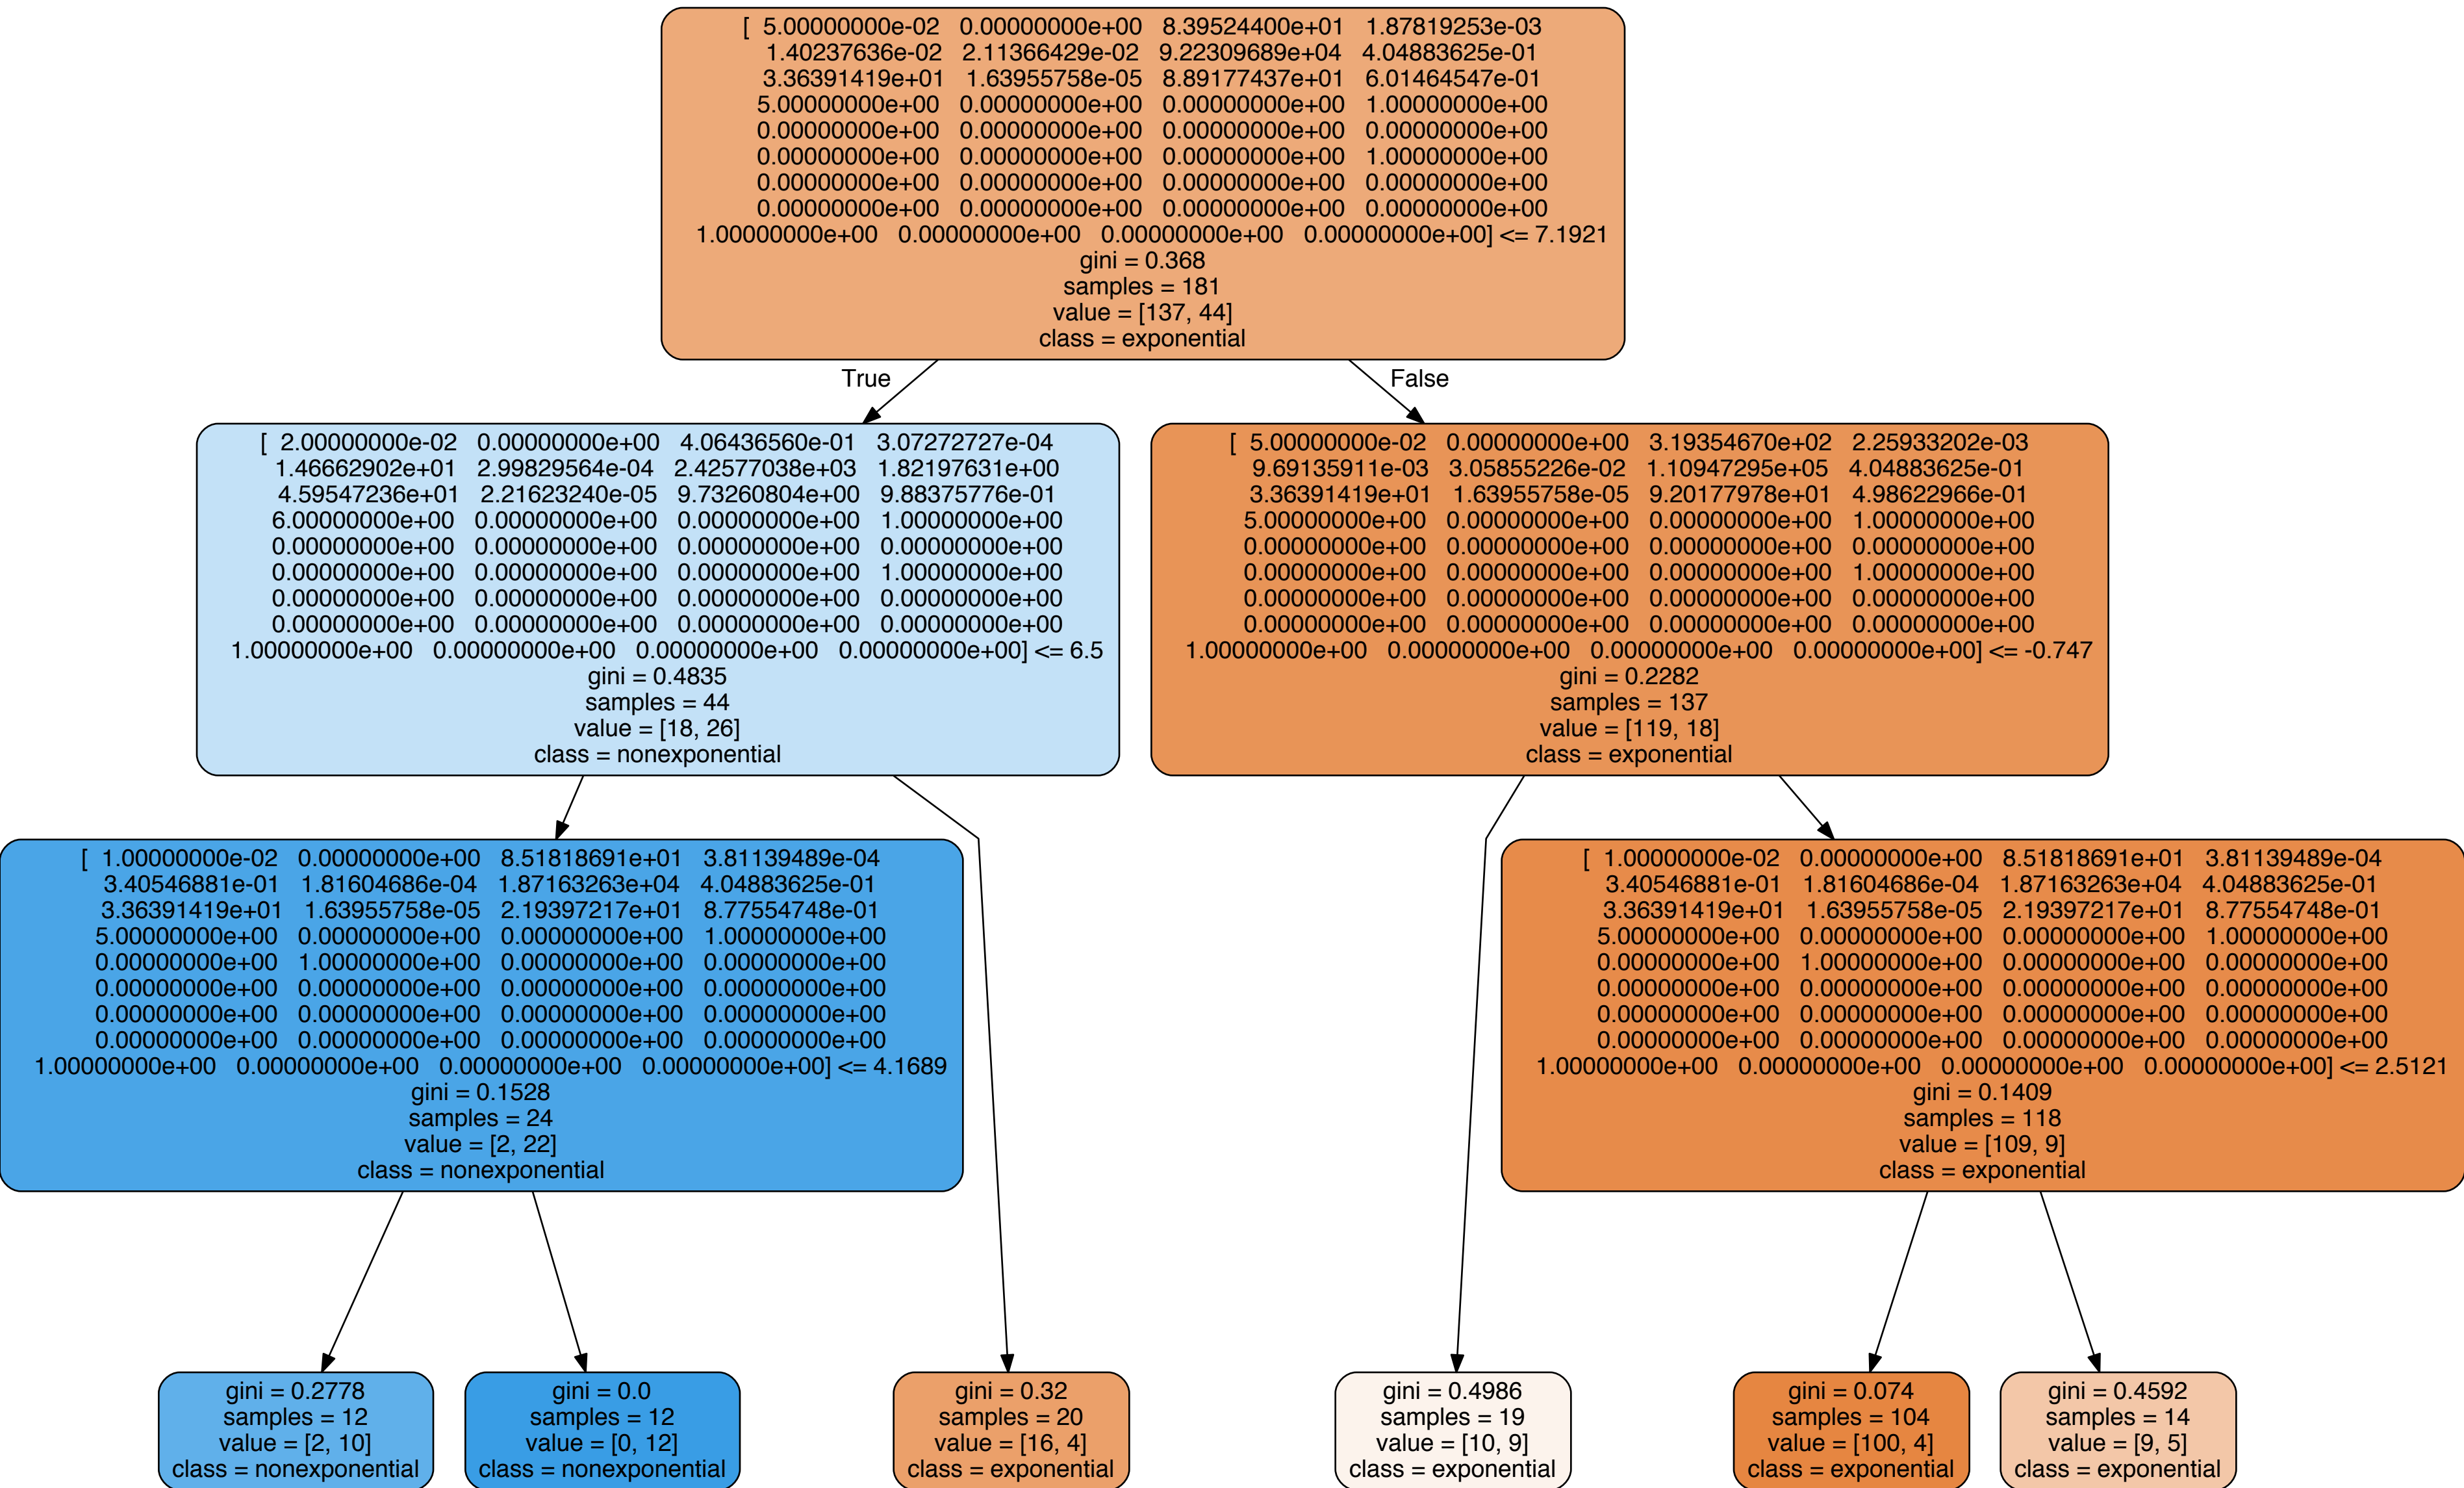 [ 5.00000000e-02 0.00000000e+00 8.39524400e+01 1.87819253e-03
1.40237636e-02 2.11366429e-02 9.22309689e+04 4.04883625e-01
3.36391419e+01 1.63955758e-05 8.89177437e+01 6.01464547e-01
5.00000000e+00 0.00000000e+00 0.00000000e+00 1.00000000e+00
0.00000000e+00 0.00000000e+00 0.00000000e+00 0.00000000e+00
0.00000000e+00 0.00000000e+00 0.00000000e+00 1.00000000e+00
0.00000000e+00 0.00000000e+00 0.00000000e+00 0.00000000e+00
0.00000000e+00 0.00000000e+00 0.00000000e+00 0.00000000e+00
1.00000000e+00 0.00000000e+00 0.00000000e+00 0.00000000e+00] <= 7.1921
gini = 0.368
samples = 181
value = [137, 44]
class = exponential
True
False
[ 2.00000000e-02 0.00000000e+00 4.06436560e-01 3.07272727e-04
1.46662902e+01 2.99829564e-04 2.42577038e+03 1.82197631e+00
4.59547236e+01 2.21623240e-05 9.73260804e+00 9.88375776e-01
6.00000000e+00 0.00000000e+00 0.00000000e+00 1.00000000e+00
0.00000000e+00 0.00000000e+00 0.00000000e+00 0.00000000e+00
0.00000000e+00 0.00000000e+00 0.00000000e+00 1.00000000e+00
0.00000000e+00 0.00000000e+00 0.00000000e+00 0.00000000e+00
0.00000000e+00 0.00000000e+00 0.00000000e+00 0.00000000e+00
1.00000000e+00 0.00000000e+00 0.00000000e+00 0.00000000e+00] <= 6.5
gini = 0.4835
samples = 44
value = [18, 26]
class = nonexponential
[ 5.00000000e-02 0.00000000e+00 3.19354670e+02 2.25933202e-03
9.69135911e-03 3.05855226e-02 1.10947295e+05 4.04883625e-01
3.36391419e+01 1.63955758e-05 9.20177978e+01 4.98622966e-01
5.00000000e+00 0.00000000e+00 0.00000000e+00 1.00000000e+00
0.00000000e+00 0.00000000e+00 0.00000000e+00 0.00000000e+00
0.00000000e+00 0.00000000e+00 0.00000000e+00 1.00000000e+00
0.00000000e+00 0.00000000e+00 0.00000000e+00 0.00000000e+00
0.00000000e+00 0.00000000e+00 0.00000000e+00 0.00000000e+00
1.00000000e+00 0.00000000e+00 0.00000000e+00 0.00000000e+00] <= -0.747
gini = 0.2282
samples = 137
value = [119, 18]
class = exponential
[ 1.00000000e-02 0.00000000e+00 8.51818691e+01 3.81139489e-04
3.40546881e-01 1.81604686e-04 1.87163263e+04 4.04883625e-01
3.36391419e+01 1.63955758e-05 2.19397217e+01 8.77554748e-01
5.00000000e+00 0.00000000e+00 0.00000000e+00 1.00000000e+00
0.00000000e+00 1.00000000e+00 0.00000000e+00 0.00000000e+00
0.00000000e+00 0.00000000e+00 0.00000000e+00 0.00000000e+00
0.00000000e+00 0.00000000e+00 0.00000000e+00 0.00000000e+00
0.00000000e+00 0.00000000e+00 0.00000000e+00 0.00000000e+00
1.00000000e+00 0.00000000e+00 0.00000000e+00 0.00000000e+00] <= 4.1689
gini = 0.1528
samples = 24
value = [2, 22]
class = nonexponential
[ 1.00000000e-02 0.00000000e+00 8.51818691e+01 3.81139489e-04
3.40546881e-01 1.81604686e-04 1.87163263e+04 4.04883625e-01
3.36391419e+01 1.63955758e-05 2.19397217e+01 8.77554748e-01
5.00000000e+00 0.00000000e+00 0.00000000e+00 1.00000000e+00
0.00000000e+00 1.00000000e+00 0.00000000e+00 0.00000000e+00
0.00000000e+00 0.00000000e+00 0.00000000e+00 0.00000000e+00
0.00000000e+00 0.00000000e+00 0.00000000e+00 0.00000000e+00
0.00000000e+00 0.00000000e+00 0.00000000e+00 0.00000000e+00
1.00000000e+00 0.00000000e+00 0.00000000e+00 0.00000000e+00] <= 2.5121
gini = 0.1409
samples = 118
value = [109, 9]
class = exponential
gini = 0.2778
samples = 12
value = [2, 10]
class = nonexponential
gini = 0.0
samples = 12
value = [0, 12]
class = nonexponential
gini = 0.32
samples = 20
value = [16, 4]
class = exponential
gini = 0.4986
samples = 19
value = [10, 9]
class = exponential
gini = 0.074
samples = 104
value = [100, 4]
class = exponential
gini = 0.4592
samples = 14
value = [9, 5]
class = exponential